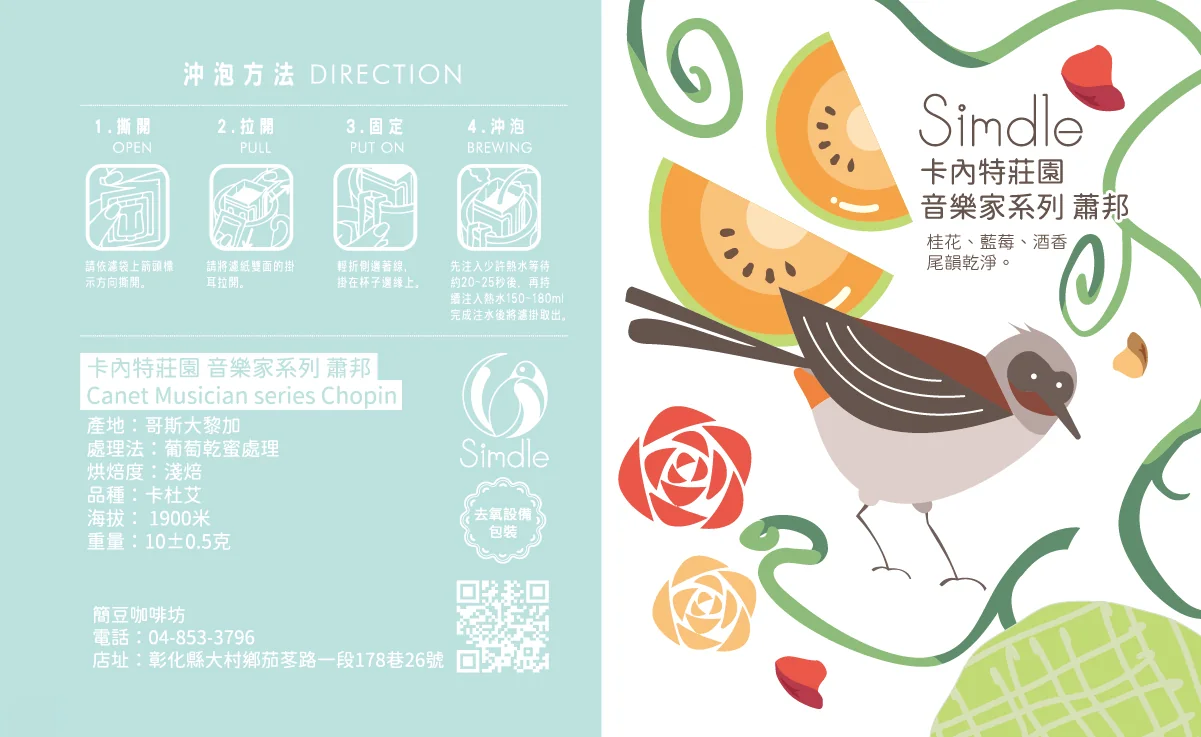 沖泡方法 DIRECTION
1.撕開
OPEN
2.拉開
PULL
3.固定
PUT ON
4.沖泡
BREWING
請依濾袋上箭頭標
示方向撕開。
請將濾紙雙面的掛
耳拉開。
輕折側邊著線，
掛在杯子邊緣上。
先注入少許熱水等待
約20~25秒後，再持
續注入熱水150~180ml
完成注水後將濾掛取出。
卡內特莊園 音樂家系列 蕭邦
Canet Musician series Chopin
產地：哥斯大黎加
處理法：葡萄乾蜜處理
烘焙度：淺焙
品種：卡杜艾
海拔： 1900米
重量：10±0.5克
Simdle
去氧設備
包裝
簡豆咖啡坊
電話：04-853-3796
店址：彰化縣大村鄉茄苳路一段178巷26號
Simdle
卡內特莊園
音樂家系列 蕭邦
桂花、藍莓、酒香
尾韻乾淨。